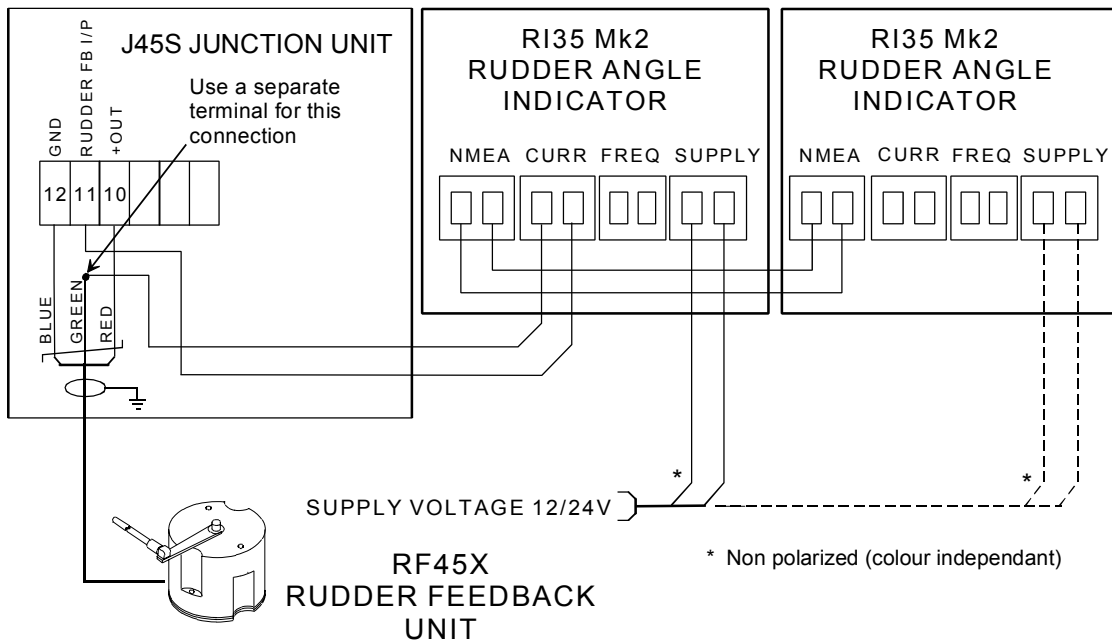 J45S JUNCTION UNIT
Use a separate
terminal for this
connection
GND
RUDDER FB I/P
+OUT
12 11 10
BLUE
GREEN
RED
RI35 Mk2
RUDDER ANGLE
INDICATOR
NMEA CURR FREQ SUPPLY
RI35 Mk2
RUDDER ANGLE
INDICATOR
NMEA CURR FREQ SUPPLY
*
*
SUPPLY VOLTAGE 12/24V
* Non polarized (colour independant)
RF45X
RUDDER FEEDBACK
UNIT